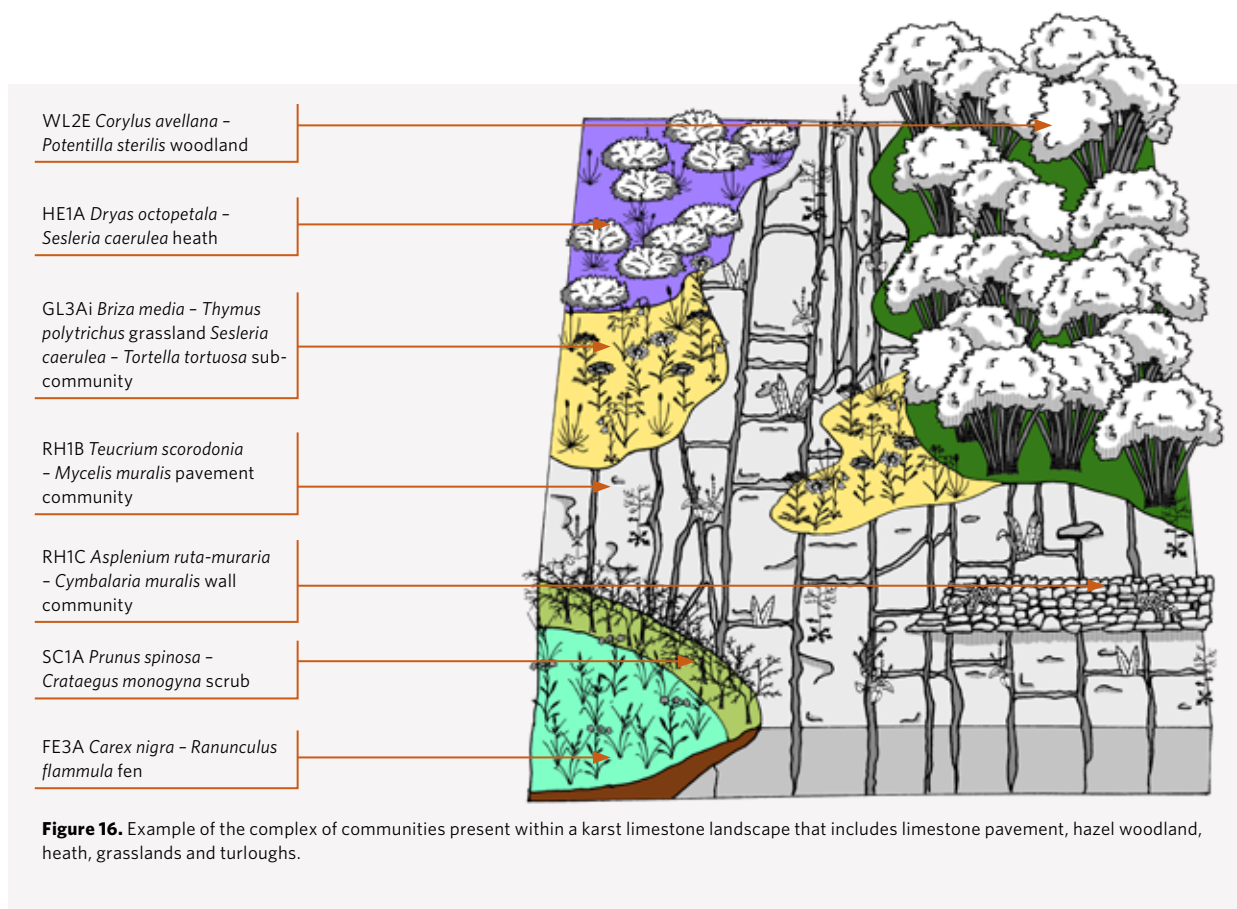 WL2E Corylus avellana –
Potentilla sterilis woodland
HE1A Dryas octopetala –
Sesleria caerulea heath
GL3Ai Briza media – Thymus
polytrichus grassland Sesleria
caerulea – Tortella tortuosa sub-
community
RH1B Teucrium scorodonia
– Mycelis muralis pavement
community
RH1C Asplenium ruta-muraria
– Cymbalaria muralis wall
community
SC1A Prunus spinosa –
Crataegus monogyna scrub
FE3A Carex nigra – Ranunculus
flammula fen
Figure 16. Example of the complex of communities present within a karst limestone landscape that includes limestone pavement, hazel woodland,
heath, grasslands and turloughs.